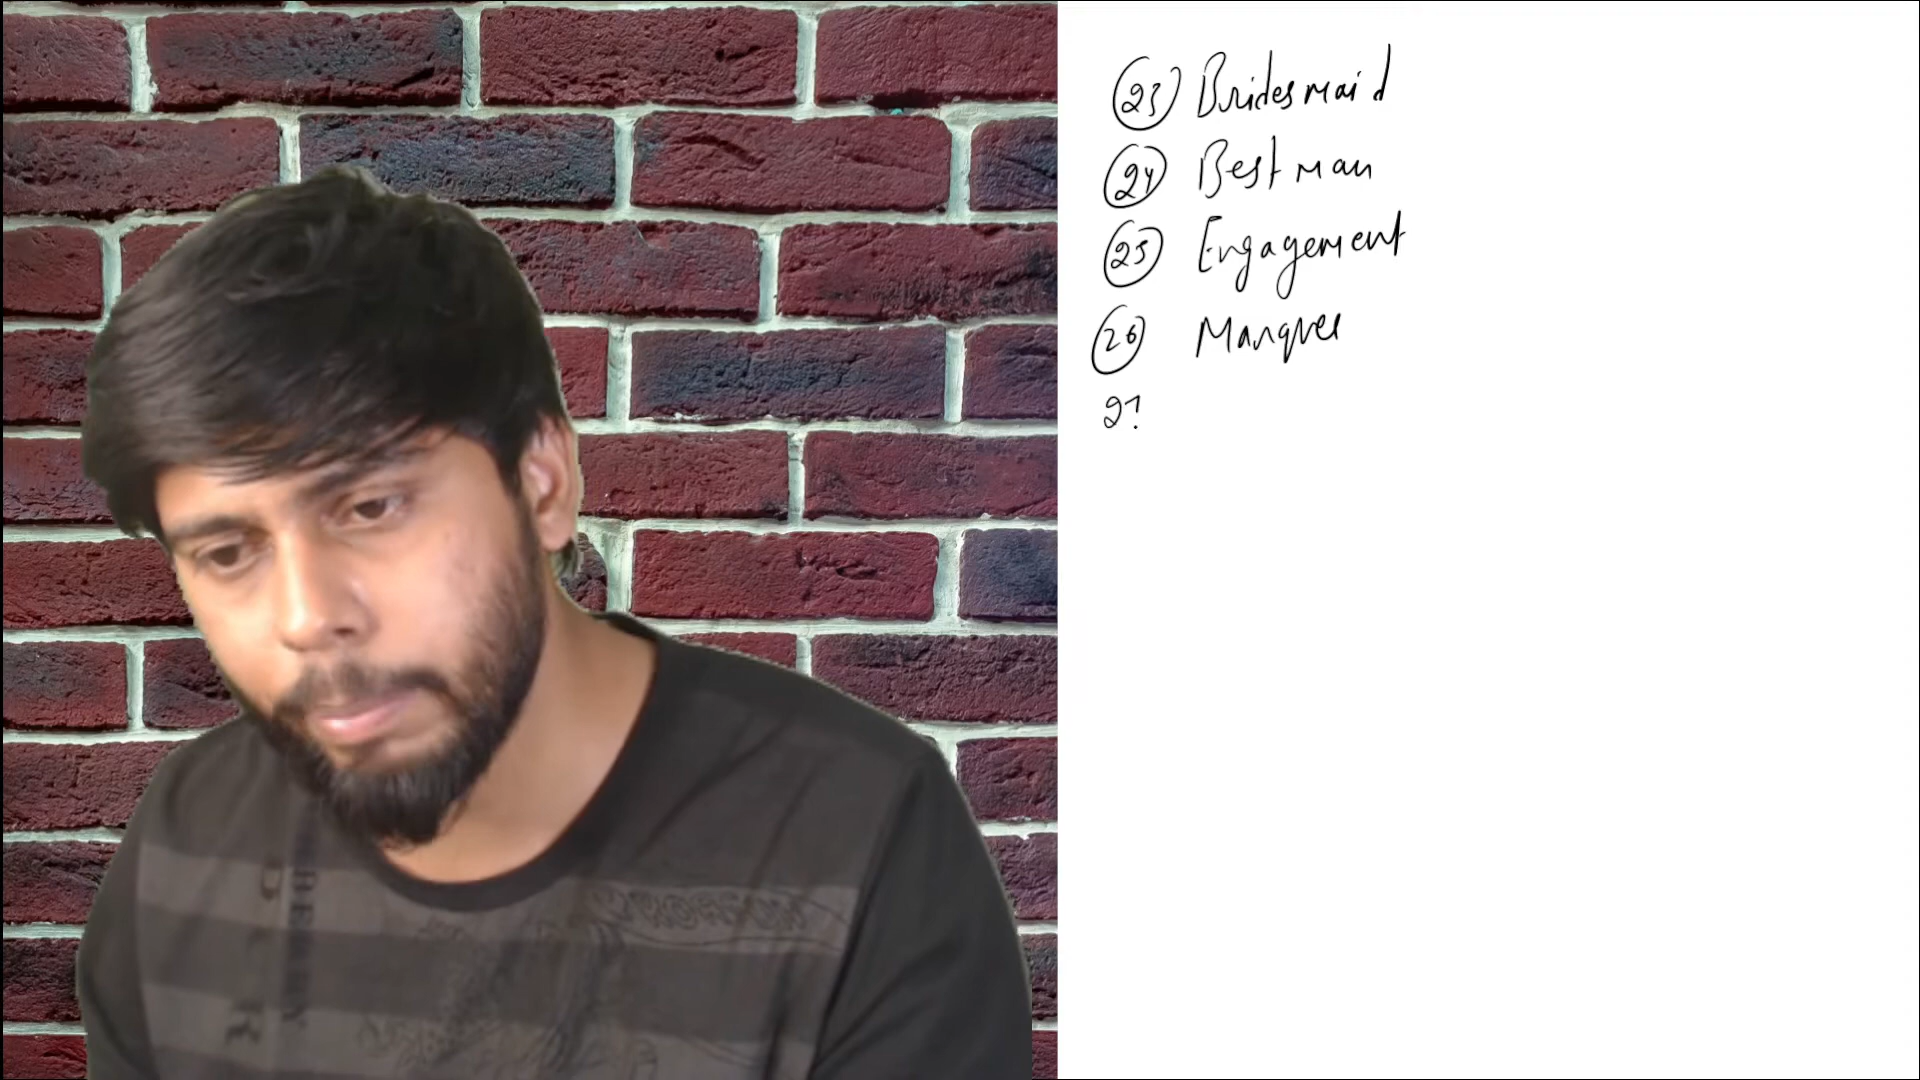 23 Bridesmaid
24 Best man
25 Engagement
26 Marquee
27